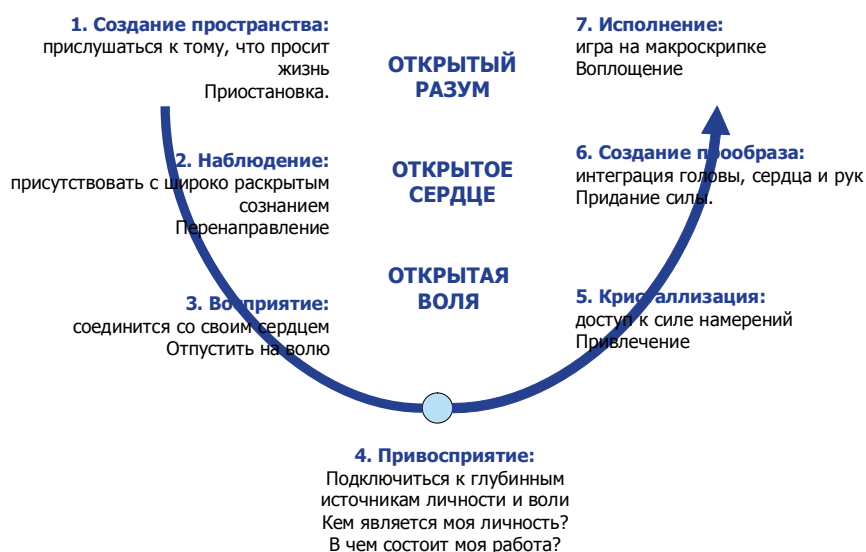 1. Создание пространства:
прислушаться к тому, что просит
жизнь
Приостановка.
2. Наблюдение:
присутствовать с широко раскрытым
сознанием
Перенаправление
3. Восприятие:
соединится со своим сердцем
Отпустить на волю
ОТКРЫТЫЙ
РАЗУМ
ОТКРЫТОЕ
СЕРДЦЕ
ОТКРЫТАЯ
ВОЛЯ
4. Привосприятие:
Подключиться к глубинным
источникам личности и воли
Кем является моя личность?
В чем состоит моя работа?
5. Кристаллизация:
доступ к силе намерений
Привлечение
6. Создание прообраза:
интеграция головы, сердца и рук
Придание силы.
7. Исполнение:
игра на макроскрипке
Воплощение